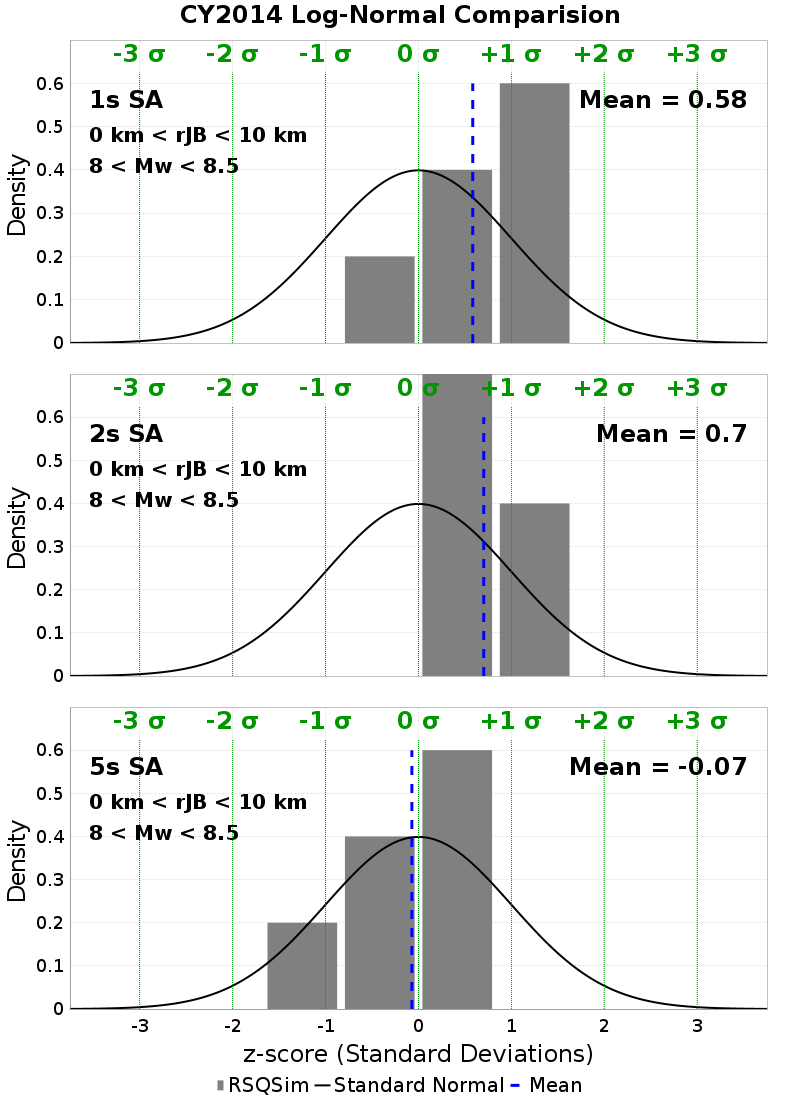 CY2014 Log-Normal Comparision
-3 σ -2 σ -1 σ 0 σ +1 σ +2 σ +3 σ
1s SA
Mean = 0.58
0 km < rJB < 10 km
8 < Mw < 8.5
Density
0.6
0.5
0.4
0.3
0.2
0.1
0
-3 σ -2 σ -1 σ 0 σ +1 σ +2 σ +3 σ
2s SA
Mean = 0.7
0 km < rJB < 10 km
8 < Mw < 8.5
Density
0.6
0.5
0.4
0.3
0.2
0.1
0
-3 σ -2 σ -1 σ 0 σ +1 σ +2 σ +3 σ
5s SA
Mean = -0.07
0 km < rJB < 10 km
8 < Mw < 8.5
Density
0.6
0.5
0.4
0.3
0.2
0.1
0
-3 -2 -1 0 1 2 3
z-score (Standard Deviations)
RSQSim Standard Normal Mean